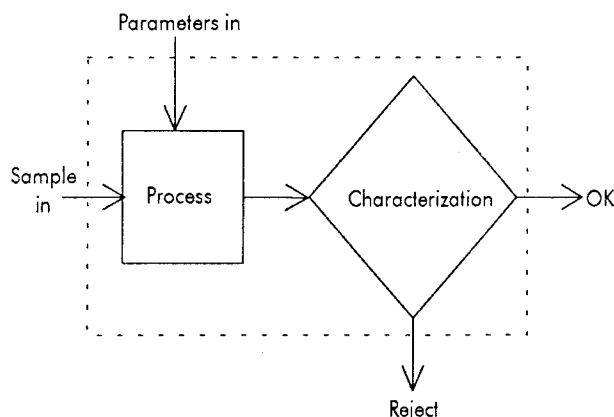 Parameters in
Sample
in
Process
Characterization
OK
Reject